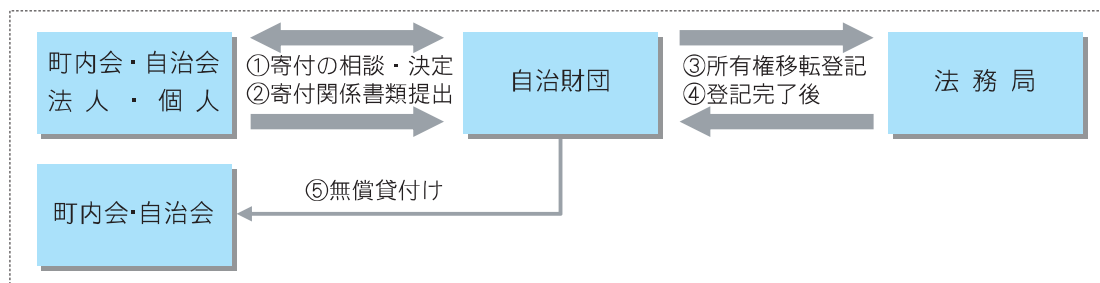 町内会・自治会
法人・個人
①寄付の相談・決定
②寄付関係書類提出
自治財団
③所有権移転登記
④登記完了後
法務局
⑤無償貸付け
町内会・自治会